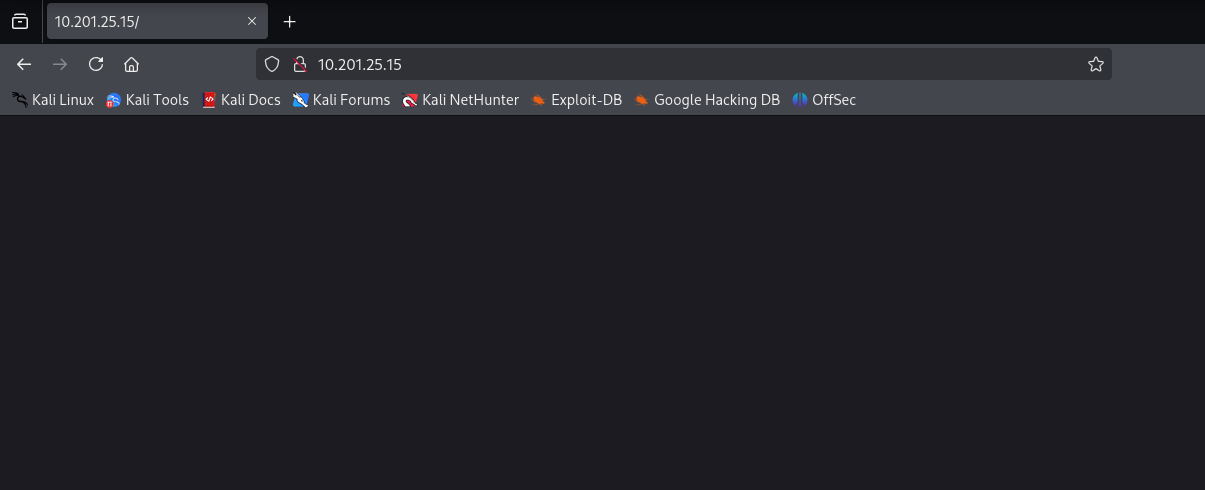 10.201.25.15/
10.201.25.15
Kali Linux Kali Tools Kali Docs Kali Forums Kali NetHunter Exploit-DB Google Hacking DB OffSec